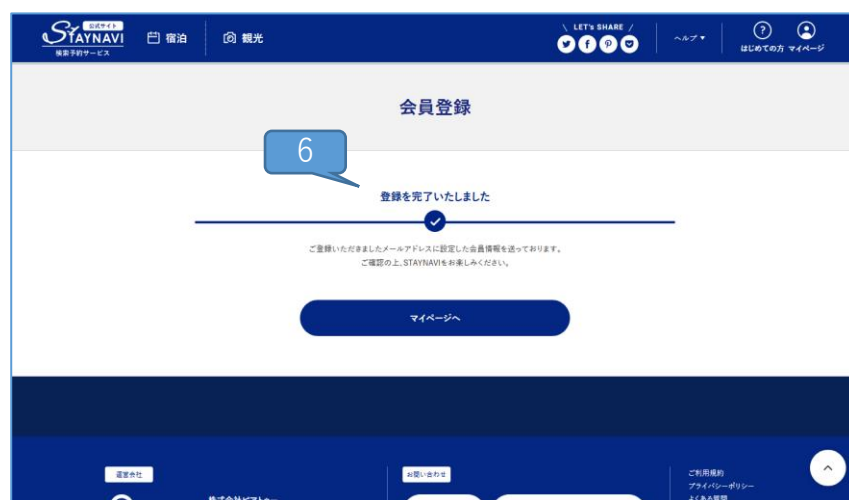 公式サイト
STAYNAVI
検索予約サービス
宿泊
観光
\ LET's SHARE /
ヘルプ ▼
?
はじめての方
マイページ
会員登録
6
登録を完了いたしました
ご登録いただきましたメールアドレスに設定した会員情報を送っております。
ご確認の上、STAYNAVIをお楽しみください。
マイページへ
運営会社
お問い合わせ
ご利用規約
プライバシーポリシー
よくある質問